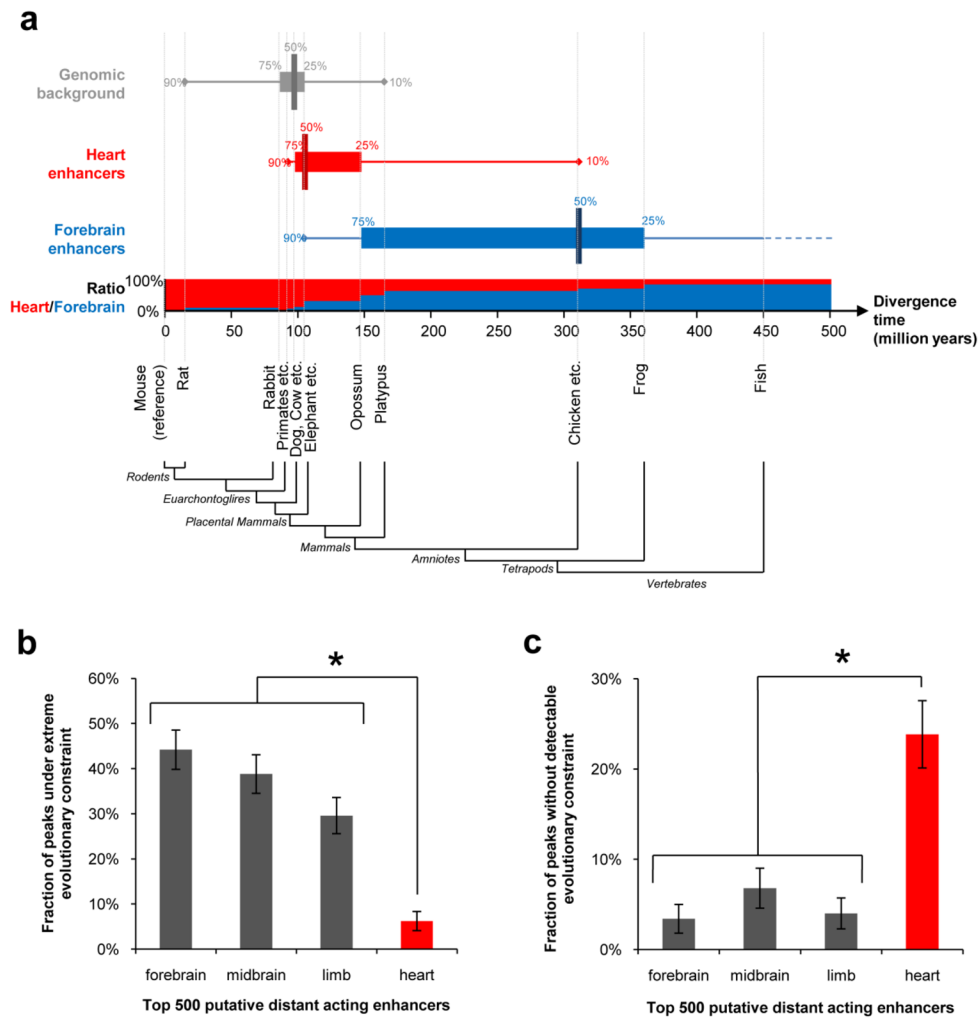 a
50%
75% 25%
Genomic
background
90% 10%
50%
Heart
enhancers
75% 25%
90% 10%
50%
Forebrain
enhancers
75% 25%
90%
Ratio
Heart/Forebrain
100%
0%
0 50 100 150 200 250 300 350 400 450 500
Divergence
time
(million years)
Mouse
(reference)
Rat
Rabbit
Primates etc.
Dog, Cow etc.
Elephant etc.
Opossum
Platypus
Chicken etc.
Frog
Fish
Rodents
Euarchontoglires
Placental Mammals
Mammals
Amniotes
Tetrapods
Vertebrates
b
Fraction of peaks under extreme
evolutionary constraint
60%
50%
40%
30%
20%
10%
0%
*
forebrain midbrain limb heart
Top 500 putative distant acting enhancers
c
Fraction of peaks without detectable
evolutionary constraint
30%
20%
10%
0%
*
forebrain midbrain limb heart
Top 500 putative distant acting enhancers